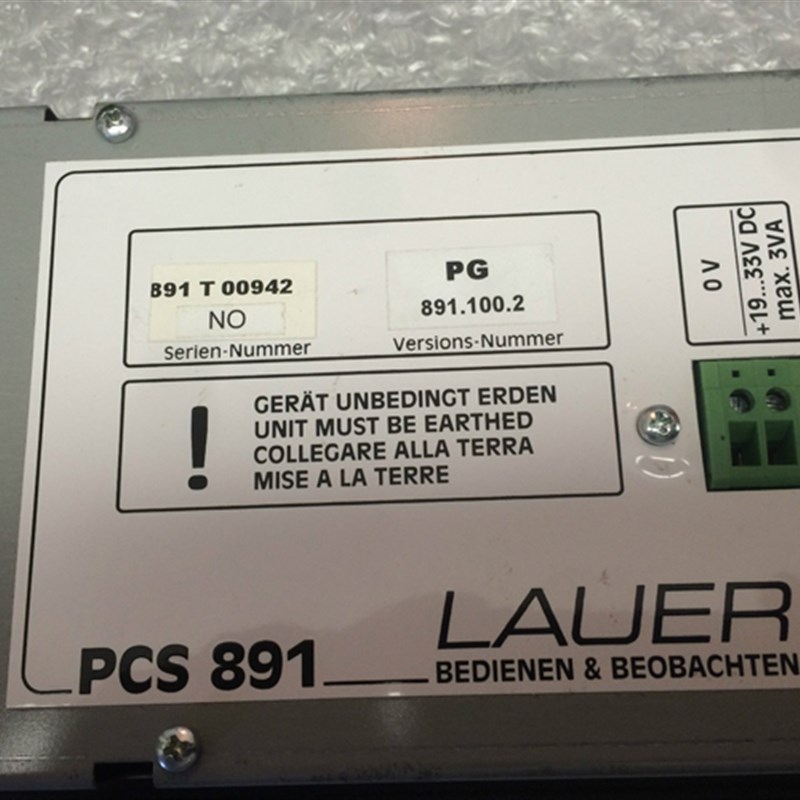 891 T 00942
NO
Serien-Nummer
PG
891.100.2
Versions-Nummer
0 V
+19...33V DC
max. 3VA
!
GERÄT UNBEDINGT ERDEN
UNIT MUST BE EARTHED
COLLEGARE ALLA TERRA
MISE A LA TERRE
PCS 891
LAUER
BEDIENEN & BEOBACHTEN